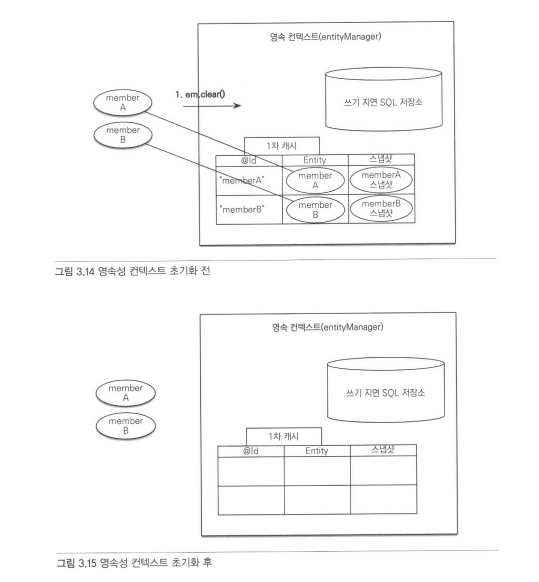 영속 컨텍스트(entityManager)
1. em.clear()
쓰기 지연 SQL 저장소
member
A
member
B
1차 캐시
@Id Entity 스냅샷
"memberA" member
A memberA
스냅샷
"memberB" member
B memberB
스냅샷
그림 3.14 영속성 컨텍스트 초기화 전
영속 컨텍스트(entityManager)
쓰기 지연 SQL 저장소
member
A
member
B
1차 캐시
@Id Entity 스냅샷
그림 3.15 영속성 컨텍스트 초기화 후